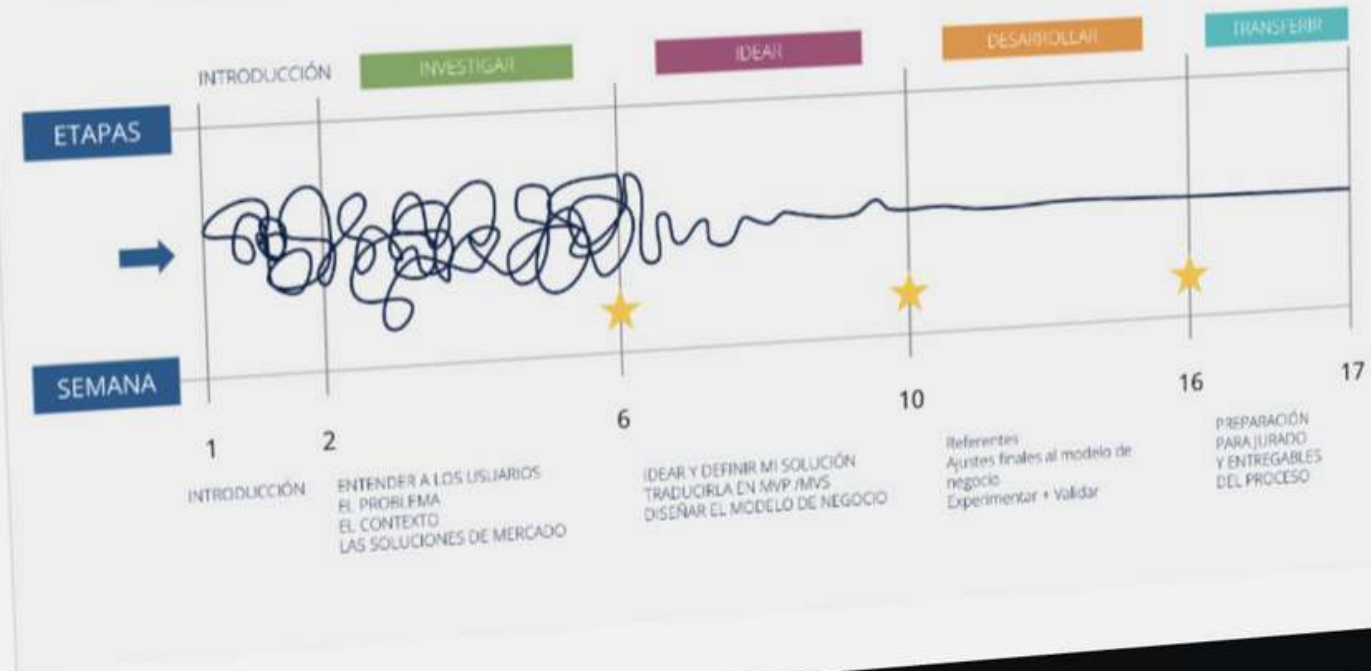 INTRODUCCIÓN
INVESTIGAR
IDEAR
DESARROLLAR
TRANSFERIR
ETAPAS
SEMANA
1
2
6
10
16
17
INTRODUCCIÓN
ENTENDER A LOS USUARIOS
EL PROBLEMA
EL CONTEXTO
LAS SOLUCIONES DE MERCADO
IDEAR Y DEFINIR MI SOLUCIÓN
TRADUCIRLA EN MVP /MVS
DISEÑAR EL MODELO DE NEGOCIO
Referentes
Ajustes finales al modelo de
negocio
Experimentar + Validar
PREPARACIÓN
PARA JURADO
Y ENTREGABLES
DEL PROCESO